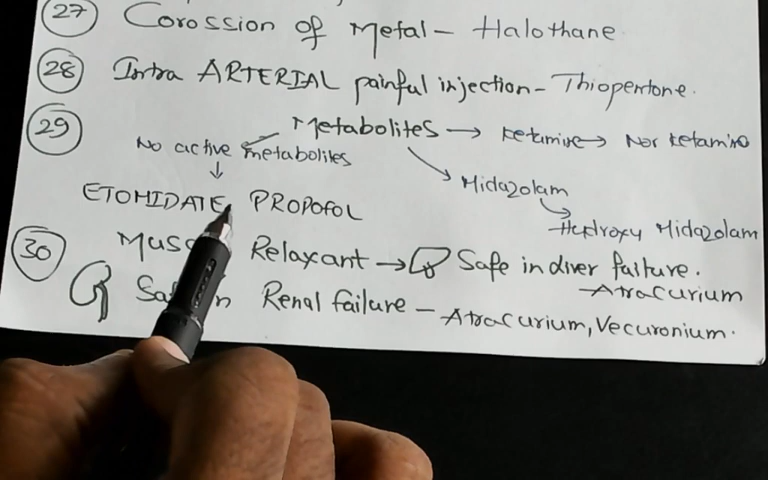 27 Corossion of Metal - Halothane
28 Intra ARTERIAL painful injection - Thiopentone.
29 Metabolites → Ketamine → Nor ketamine
No active metabolites
Midazolam
ETOMIDATE PROPOFOL
Hydroxy Midazolam
30 Relaxant → Safe in liver failure.
Atracurium
Renal failure - Atracurium, Vecuronium.